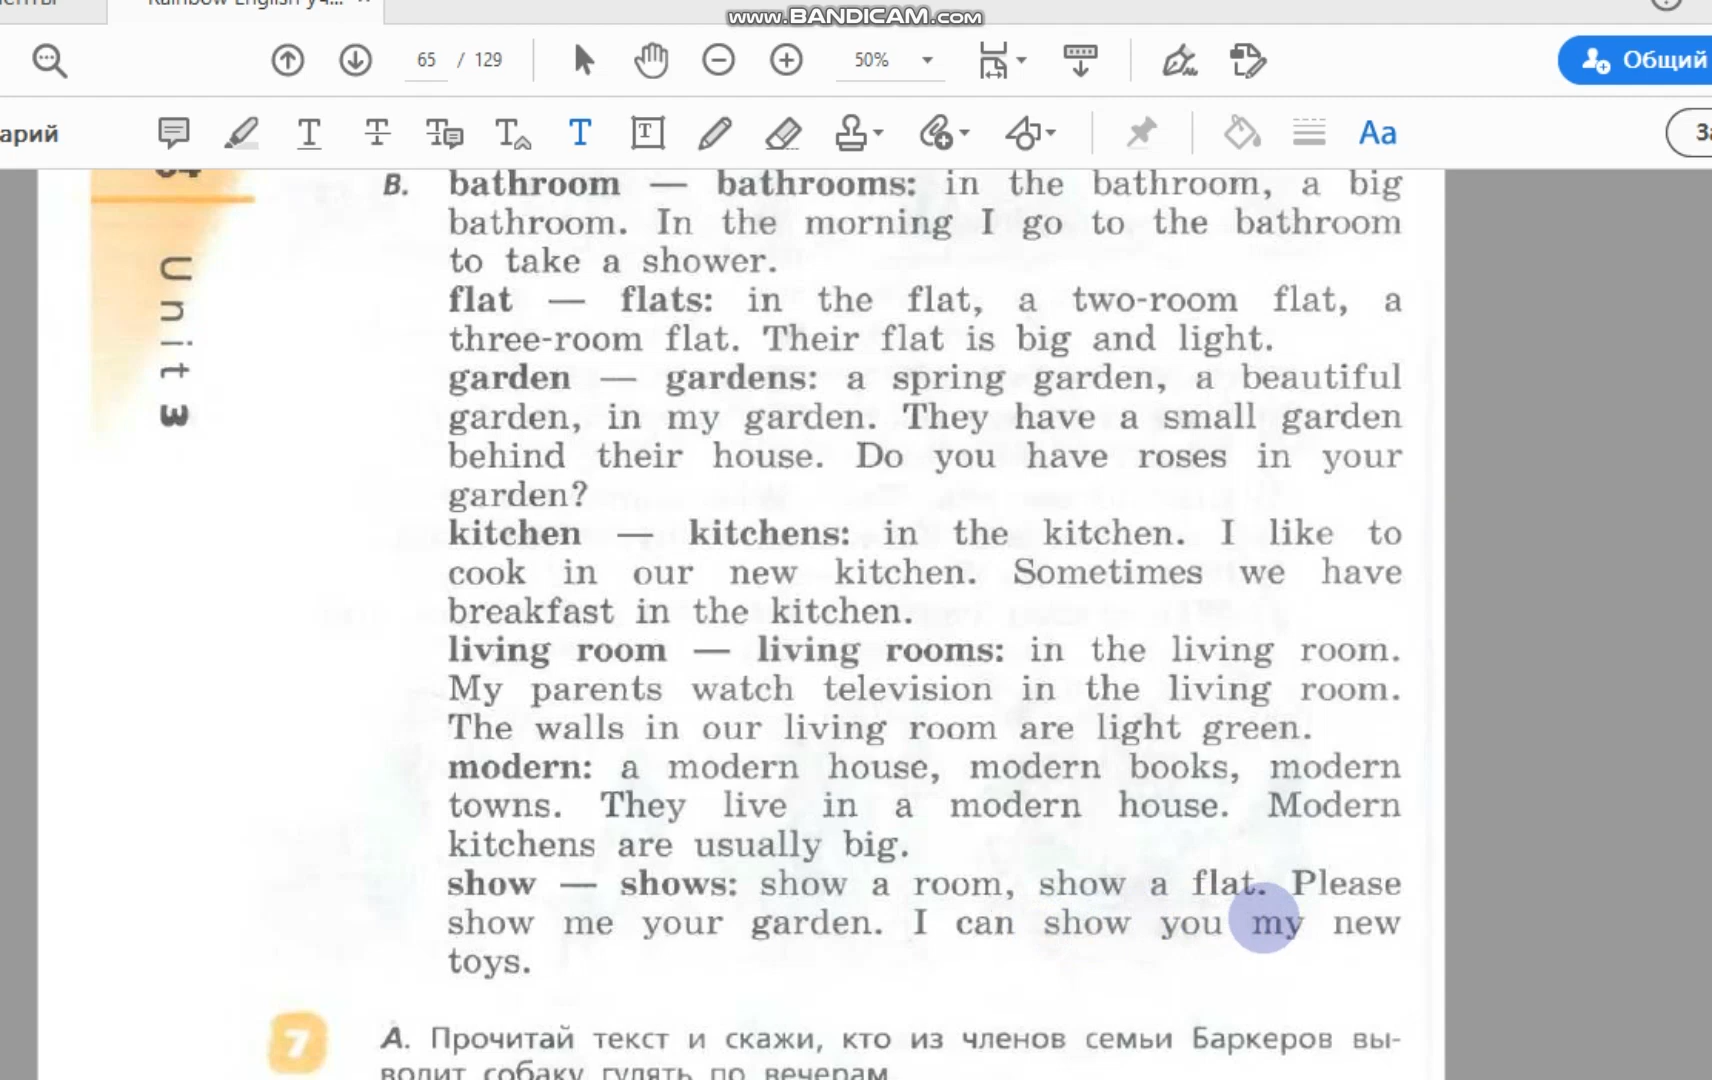 Rainbow English уч...
www.BANDICAM.com
65 / 129
50%
Общий
арий
Aa
B. bathroom — bathrooms: in the bathroom, a big
bathroom. In the morning I go to the bathroom
to take a shower.
flat — flats: in the flat, a two-room flat, a
three-room flat. Their flat is big and light.
garden — gardens: a spring garden, a beautiful
garden, in my garden. They have a small garden
behind their house. Do you have roses in your
garden?
kitchen — kitchens: in the kitchen. I like to
cook in our new kitchen. Sometimes we have
breakfast in the kitchen.
living room — living rooms: in the living room.
My parents watch television in the living room.
The walls in our living room are light green.
modern: a modern house, modern books, modern
towns. They live in a modern house. Modern
kitchens are usually big.
show — shows: show a room, show a flat. Please
show me your garden. I can show you my new
toys.
Unit 3
7
A. Прочитай текст и скажи, кто из членов семьи Баркеров вы-
водит собаку гулять по вечерам.